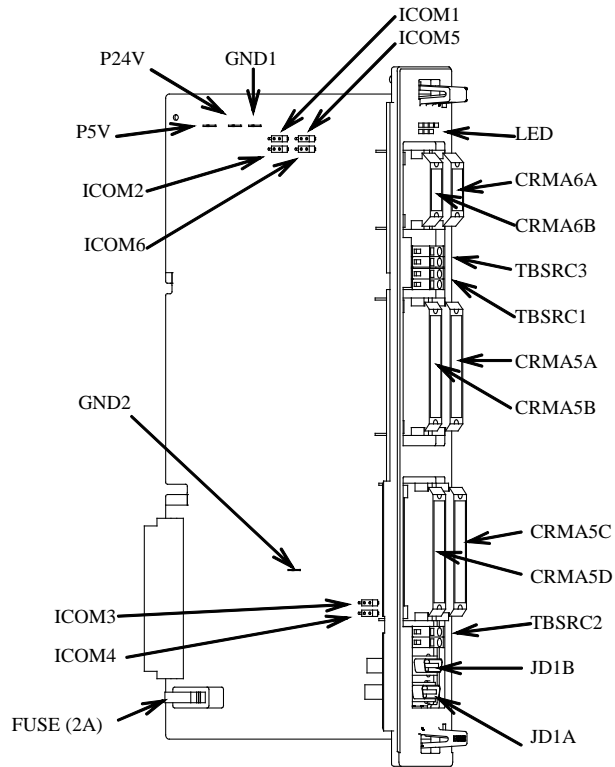 ICOM1
ICOM5
P24V
GND1
P5V
LED
ICOM2
CRMA6A
CRMA6B
ICOM6
TBSRC3
TBSRC1
CRMA5A
GND2
CRMA5B
CRMA5C
CRMA5D
ICOM3
TBSRC2
ICOM4
JD1B
FUSE (2A)
JD1A